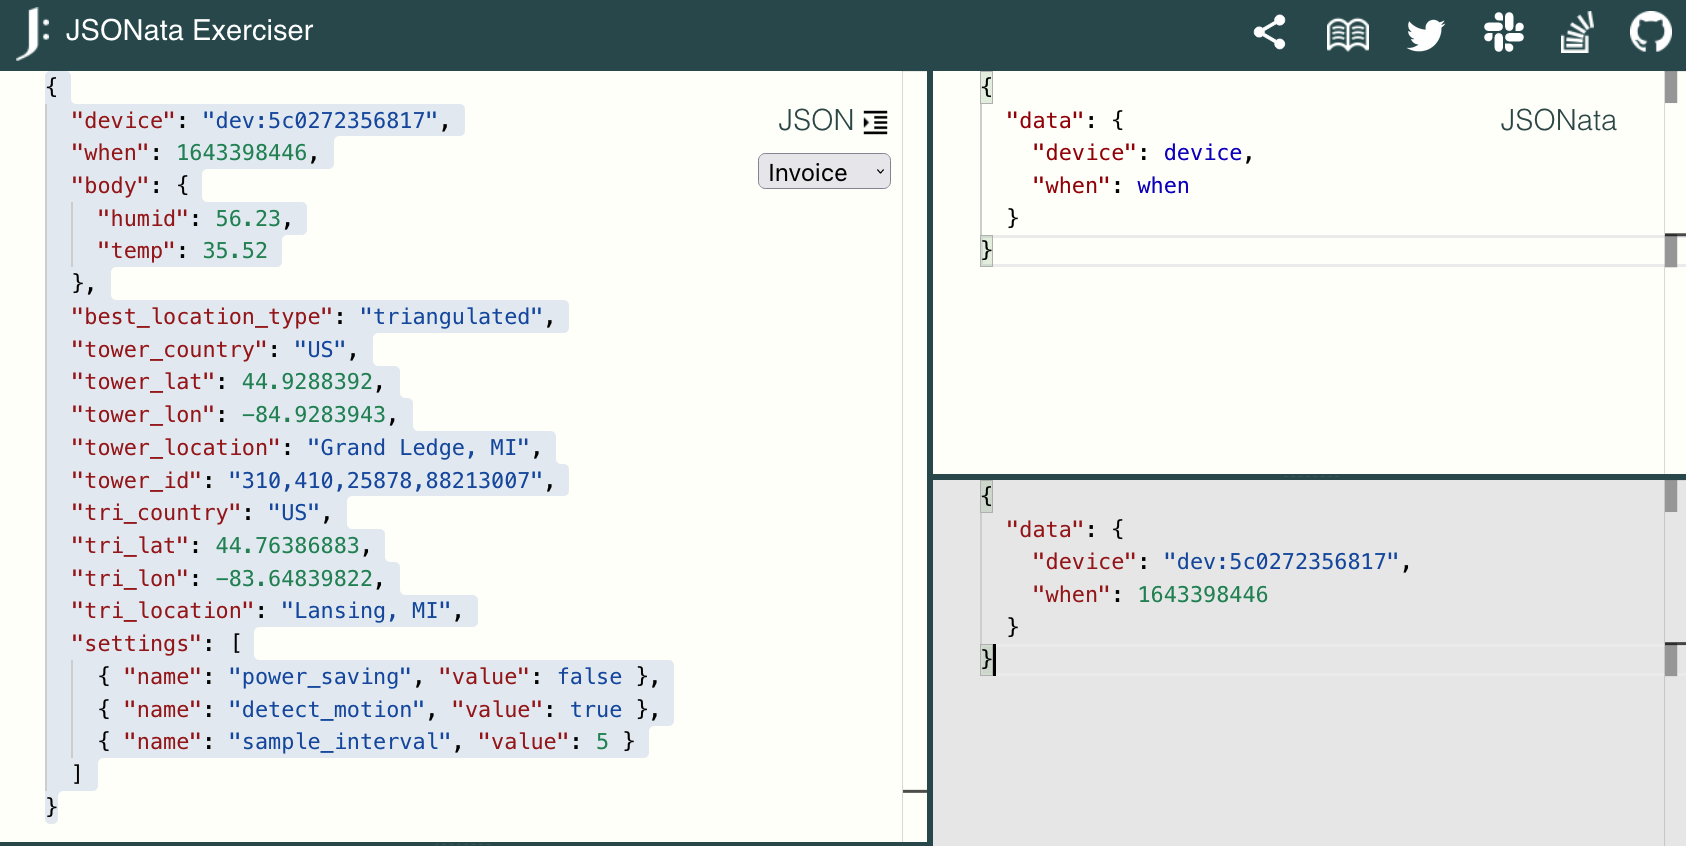 JSONata Exerciser
{
  "device": "dev:5c0272356817",
  "when": 1643398446,
  "body": {
    "humid": 56.23,
    "temp": 35.52
  },
  "best_location_type": "triangulated",
  "tower_country": "US",
  "tower_lat": 44.9288392,
  "tower_lon": -84.9283943,
  "tower_location": "Grand Ledge, MI",
  "tower_id": "310,410,25878,88213007",
  "tri_country": "US",
  "tri_lat": 44.76386883,
  "tri_lon": -83.64839822,
  "tri_location": "Lansing, MI",
  "settings": [
    { "name": "power_saving", "value": false },
    { "name": "detect_motion", "value": true },
    { "name": "sample_interval", "value": 5 }
  ]
}
JSON
Invoice
{
  "data": {
    "device": device,
    "when": when
  }
}
JSONata
{
  "data": {
    "device": "dev:5c0272356817",
    "when": 1643398446
  }
}